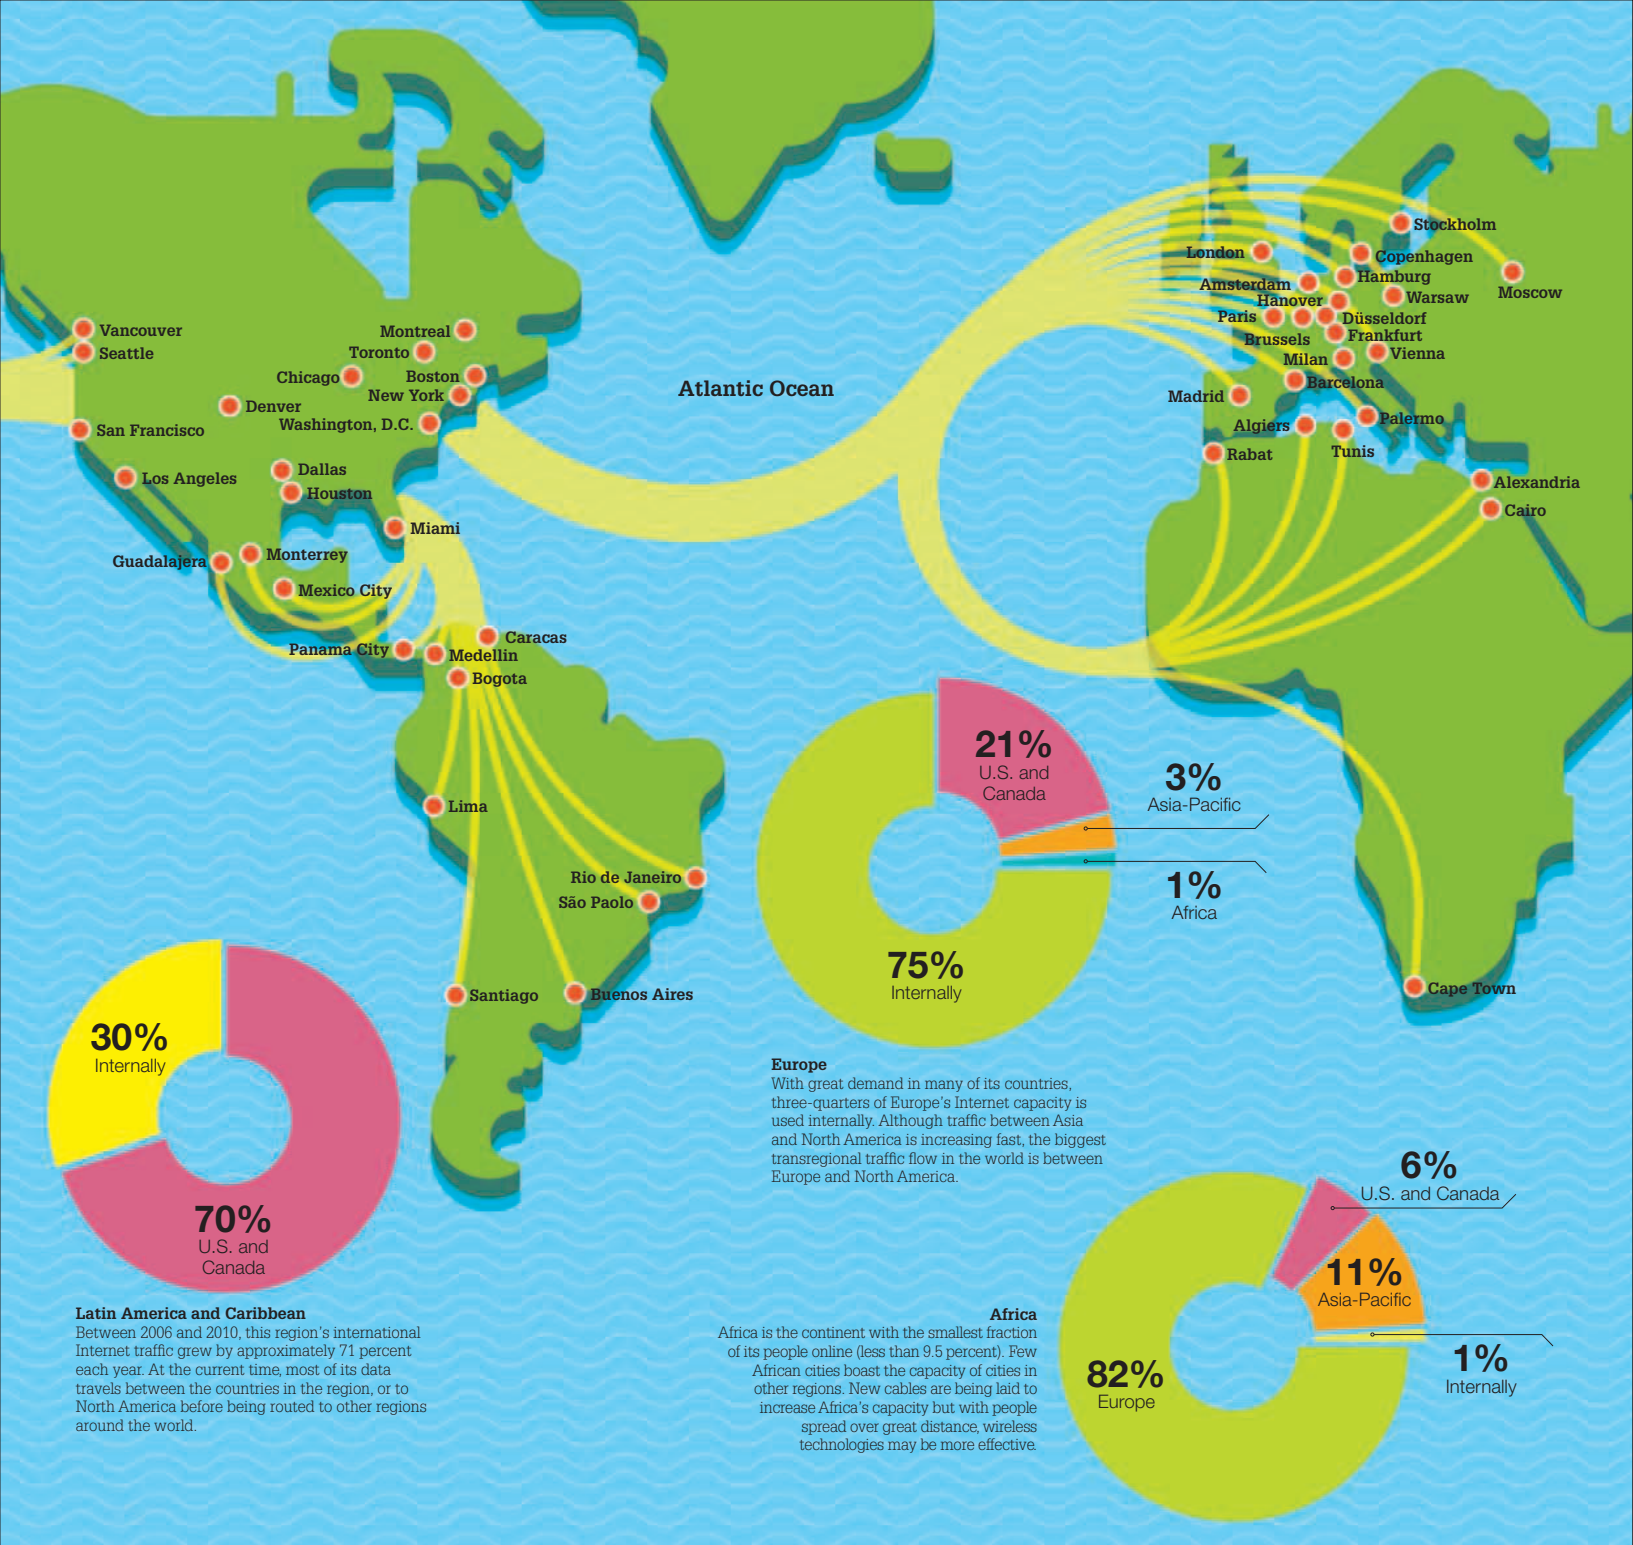 Stockholm
London
Copenhagen
Hamburg
Moscow
Amsterdam
Hanover
Warsaw
Paris
Düsseldorf
Brussels
Frankfurt
Milan
Vienna
Barcelona
Madrid
Palermo
Algiers
Tunis
Rabat
Alexandria
Cairo
Cape Town
Vancouver
Seattle
Montreal
Toronto
Chicago
Boston
New York
Denver
Washington, D.C.
San Francisco
Dallas
Los Angeles
Houston
Miami
Monterrey
Guadalajera
Mexico City
Atlantic Ocean
Caracas
Panama City
Medellin
Bogota
Lima
Rio de Janeiro
São Paolo
Santiago
Buenos Aires
21%
U.S. and
Canada
3%
Asia-Pacific
1%
Africa
75%
Internally
Europe
With great demand in many of its countries,
three-quarters of Europe's Internet capacity is
used internally. Although traffic between Asia
and North America is increasing fast, the biggest
transregional traffic flow in the world is between
Europe and North America.
30%
Internally
70%
U.S. and
Canada
Latin America and Caribbean
Between 2006 and 2010, this region's international
Internet traffic grew by approximately 71 percent
each year. At the current time, most of its data
travels between the countries in the region, or to
North America before being routed to other regions
around the world.
6%
U.S. and Canada
11%
Asia-Pacific
1%
Internally
82%
Europe
Africa
Africa is the continent with the smallest fraction
of its people online (less than 9.5 percent). Few
African cities boast the capacity of cities in
other regions. New cables are being laid to
increase Africa's capacity but with people
spread over great distance, wireless
technologies may be more effective.